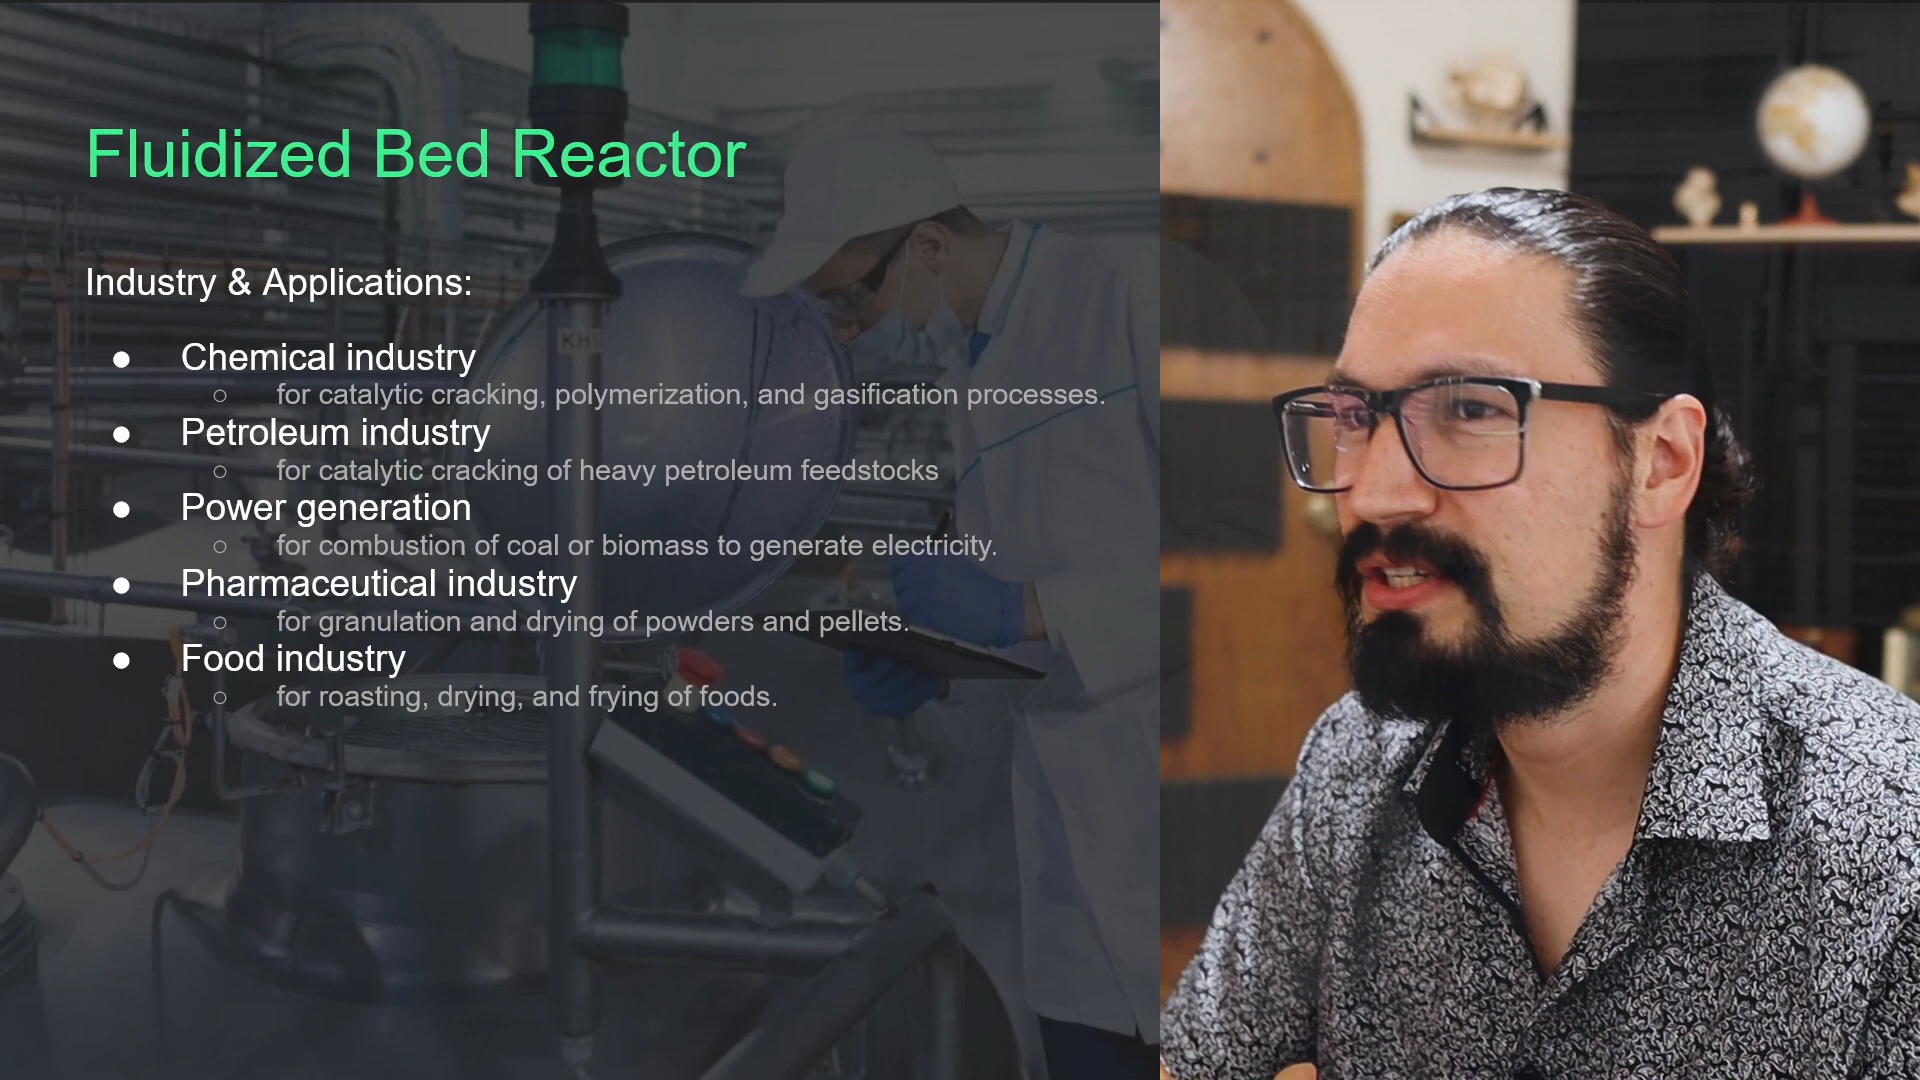 Fluidized Bed Reactor
Industry & Applications:
● Chemical industry
○ for catalytic cracking, polymerization, and gasification processes.
● Petroleum industry
○ for catalytic cracking of heavy petroleum feedstocks
● Power generation
○ for combustion of coal or biomass to generate electricity.
● Pharmaceutical industry
○ for granulation and drying of powders and pellets.
● Food industry
○ for roasting, drying, and frying of foods.